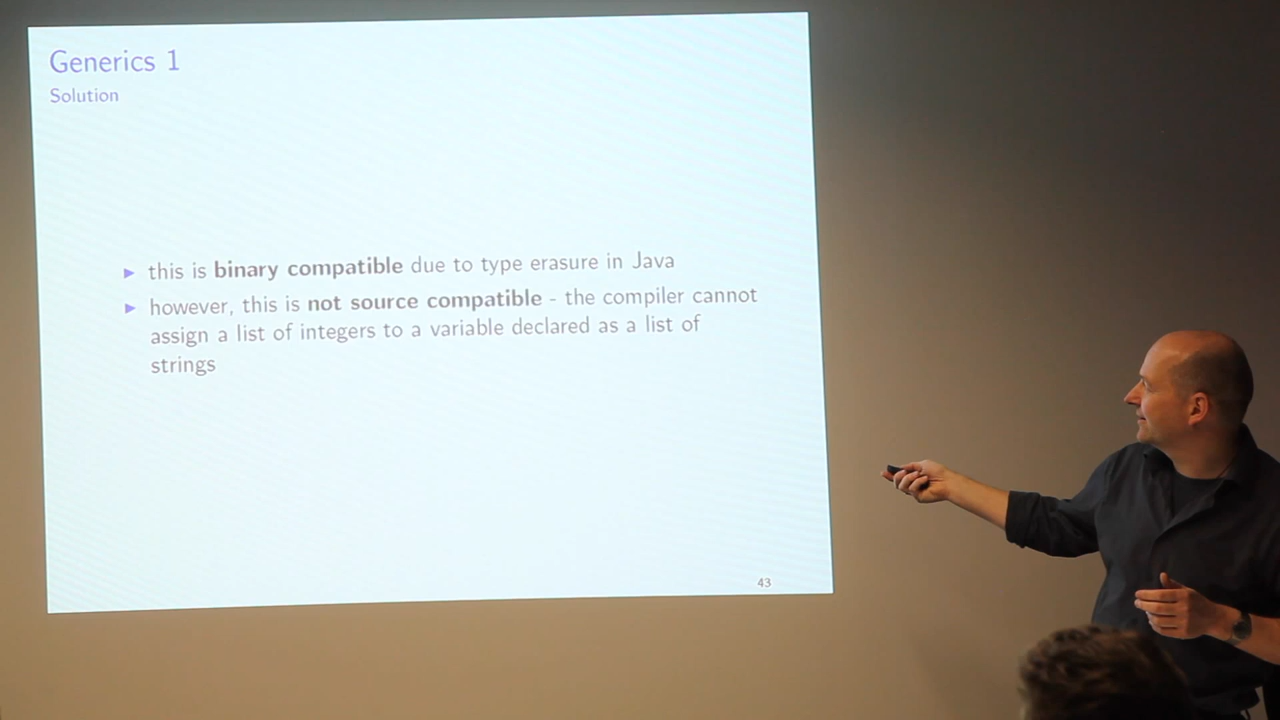 Generics 1
Solution
this is binary compatible due to type erasure in Java
however, this is not source compatible - the compiler cannot
assign a list of integers to a variable declared as a list of
strings
43